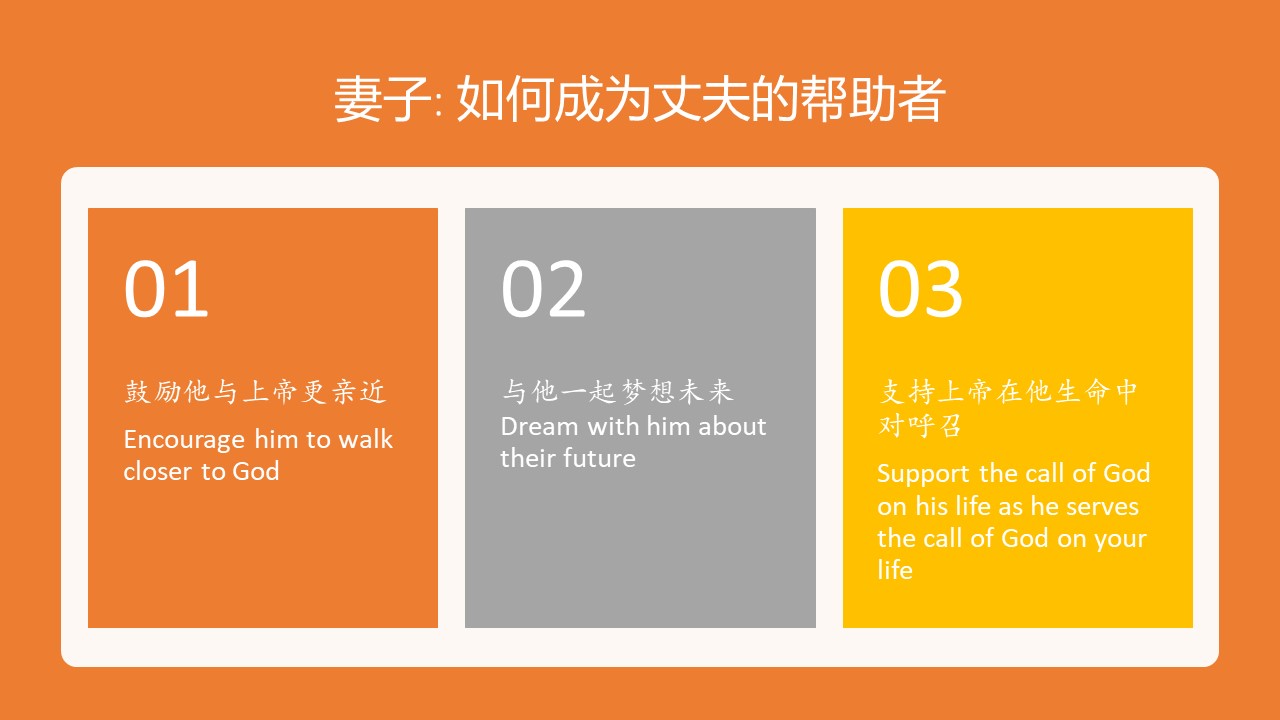 妻子: 如何成为丈夫的帮助者
01
鼓励他与上帝更亲近
Encourage him to walk
closer to God
02
与他一起梦想未来
Dream with him about
their future
03
支持上帝在他生命中
对呼召
Support the call of God
on his life as he serves
the call of God on your
life